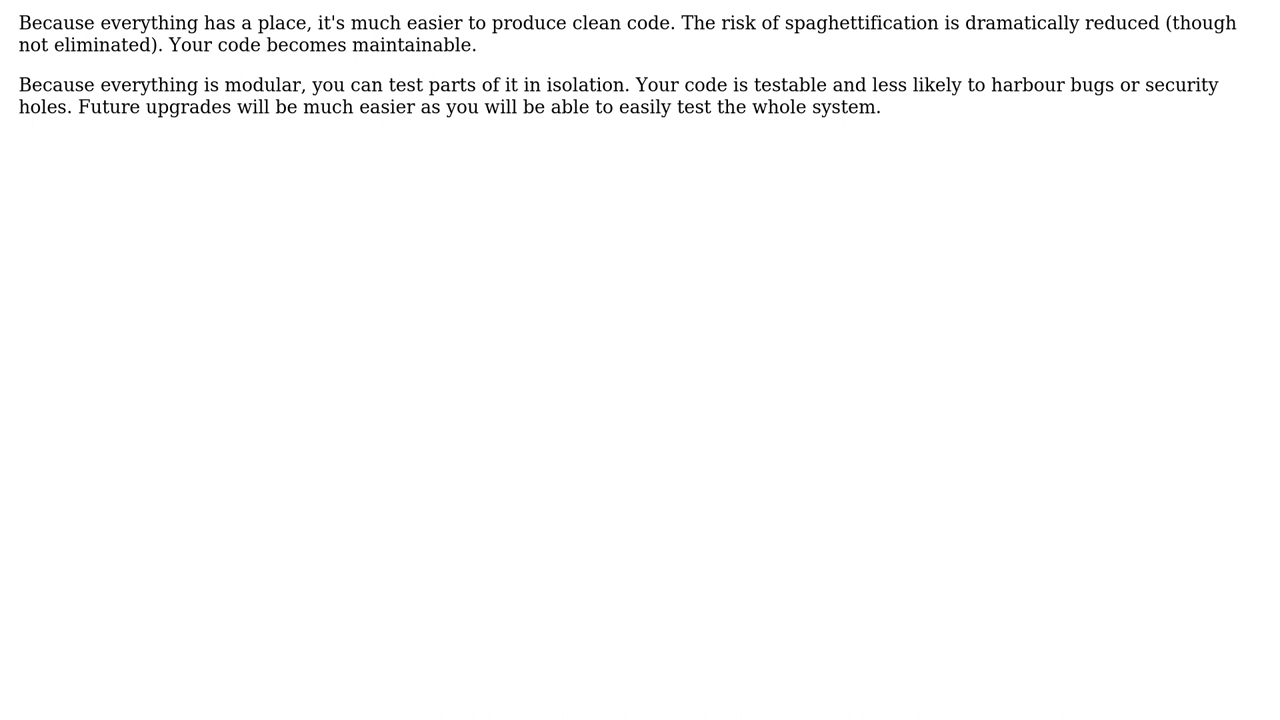 Because everything has a place, it's much easier to produce clean code. The risk of spaghettification is dramatically reduced (though
not eliminated). Your code becomes maintainable.
Because everything is modular, you can test parts of it in isolation. Your code is testable and less likely to harbour bugs or security
holes. Future upgrades will be much easier as you will be able to easily test the whole system.